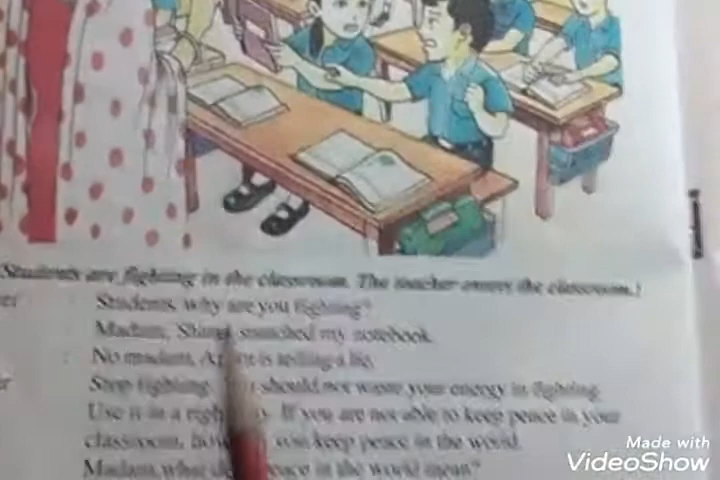 Students are fighting in the classroom. The teacher enters the classroom.)
: Students, why are you fighting?
: Madam, snatched my notebook.
: No madam, is telling a lie.
Stop fighting. should not waste your energy in fighting.
Use it in a If you are not able to keep peace in your
classroom, you keep peace in the world.
Madam, what peace in the world mean?
Made with
VideoShow